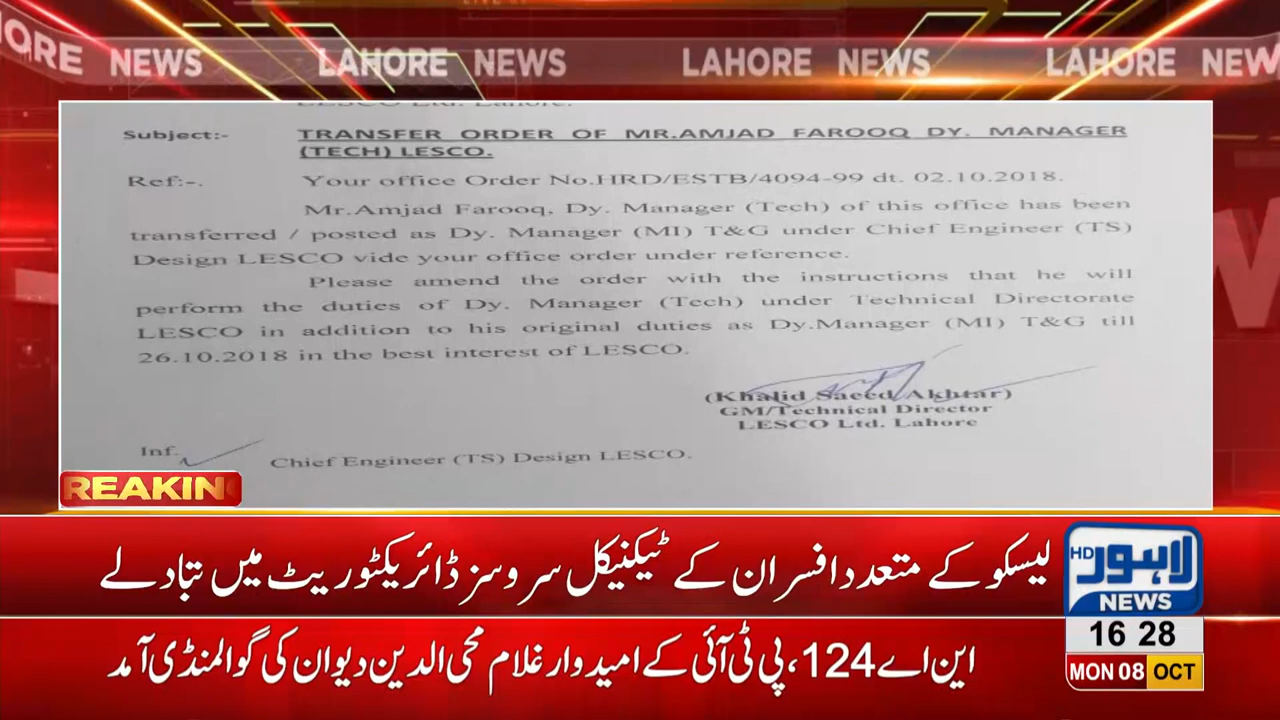 ORE NEWS LAHORE NEWS LAHORE NEWS LAHORE NEW
LESCO Ltd. Lahore.
Subject:- TRANSFER ORDER OF MR.AMJAD FAROOQ DY. MANAGER
(TECH) LESCO.
Ref:-. Your office Order No.HRD/ESTB/4094-99 dt. 02.10.2018.
Mr.Amjad Farooq, Dy. Manager (Tech) of this office has been
transferred / posted as Dy. Manager (MI) T&G under Chief Engineer (TS)
Design LESCO vide your office order under reference.
Please amend the order with the instructions that he will
perform the duties of Dy. Manager (Tech) under Technical Directorate
LESCO in addition to his original duties as Dy.Manager (MI) T&G till
26.10.2018 in the best interest of LESCO.
(Khalid Saeed Akhtar)
GM/Technical Director
LESCO Ltd. Lahore
Inf.
Chief Engineer (TS) Design LESCO.
REAKIN
لیسکو کے متعدد افسران کے ٹیکنیکل سروسز ڈائریکٹوریٹ میں تبادلے
این اے 124، پی ٹی آئی کے امیدوار غلام محی الدین دیوان کی گوالمنڈی آمد
HD لاہور
NEWS
16 28
MON 08 OCT